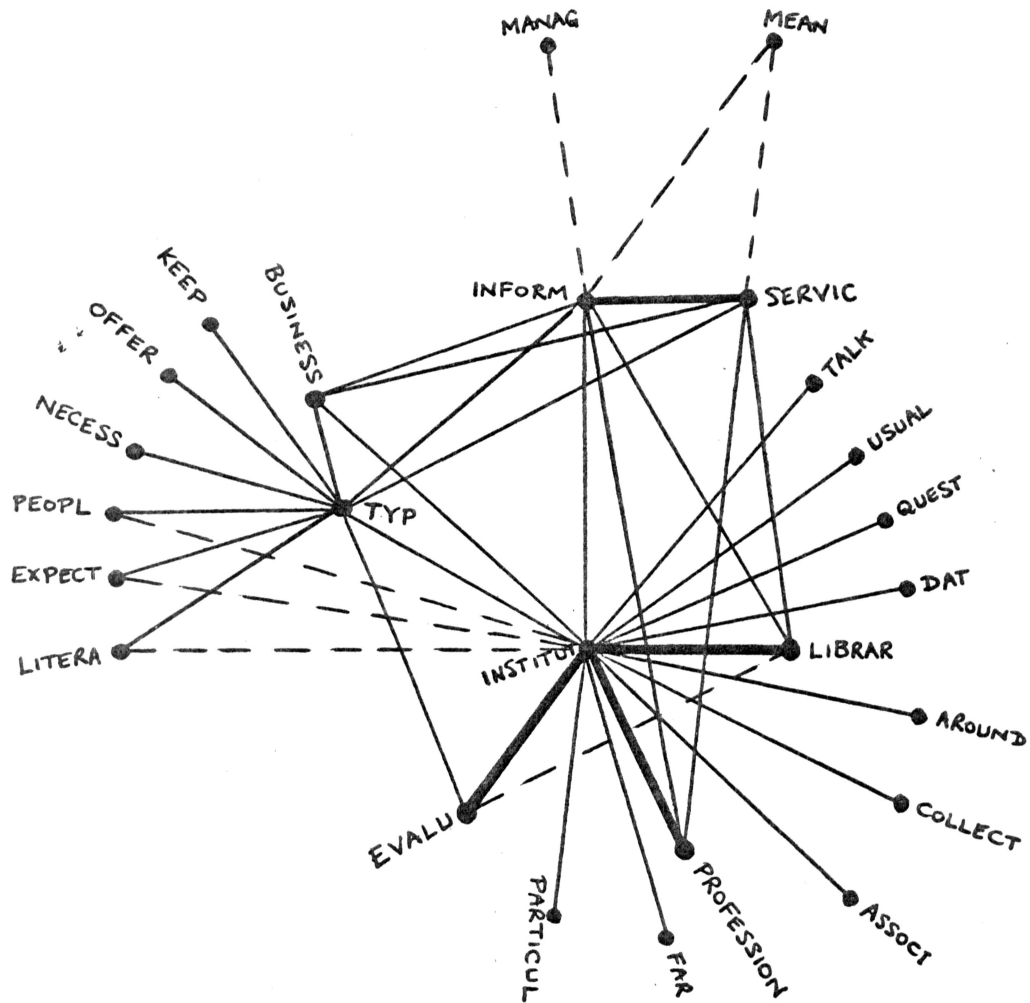 MANAG
MEAN
KEEP
BUSINESS
INFORM
SERVIC
OFFER
TALK
NECESS
USUAL
PEOPL
TYP
QUEST
EXPECT
DAT
LITERA
INSTITUT
LIBRAR
AROUND
COLLECT
EVALU
PARTICUL
FAR
PROFESSION
ASSOCI